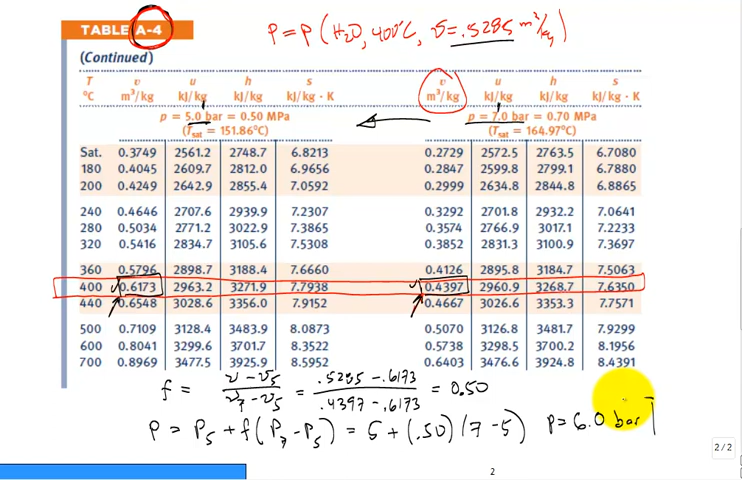 TABLE A-4
P = P (H2O, 400°C, v = .5285 m³/kg)
(Continued)
T v u h s v u h s
°C m³/kg kJ/kg kJ/kg kJ/kg · K m³/kg kJ/kg kJ/kg kJ/kg · K
p = 5.0 bar = 0.50 MPa p = 7.0 bar = 0.70 MPa
(Tsat = 151.86°C) (Tsat = 164.97°C)
Sat. 0.3749 2561.2 2748.7 6.8213 0.2729 2572.5 2763.5 6.7080
180 0.4045 2609.7 2812.0 6.9656 0.2847 2599.8 2799.1 6.7880
200 0.4249 2642.9 2855.4 7.0592 0.2999 2634.8 2844.8 6.8865
240 0.4646 2707.6 2939.9 7.2307 0.3292 2701.8 2932.2 7.0641
280 0.5034 2771.2 3022.9 7.3865 0.3574 2766.9 3017.1 7.2233
320 0.5416 2834.7 3105.6 7.5308 0.3852 2831.3 3100.9 7.3697
360 0.5796 2898.7 3188.4 7.6660 0.4126 2895.8 3184.7 7.5063
400 0.6173 2963.2 3271.9 7.7938 0.4397 2960.9 3268.7 7.6350
440 0.6548 3028.6 3356.0 7.9152 0.4667 3026.6 3353.3 7.7571
500 0.7109 3128.4 3483.9 8.0873 0.5070 3126.8 3481.7 7.9299
600 0.8041 3299.6 3701.7 8.3522 0.5738 3298.5 3700.2 8.1956
700 0.8969 3477.5 3925.9 8.5952 0.6403 3476.6 3924.8 8.4391
f = (v - v5)/(v7 - v5) = (.5285 - .6173)/(.4397 - .6173) = 0.50
P = P5 + f (P7 - P5) = 5 + (.50) (7 - 5) P = 6.0 bar
2/2
2